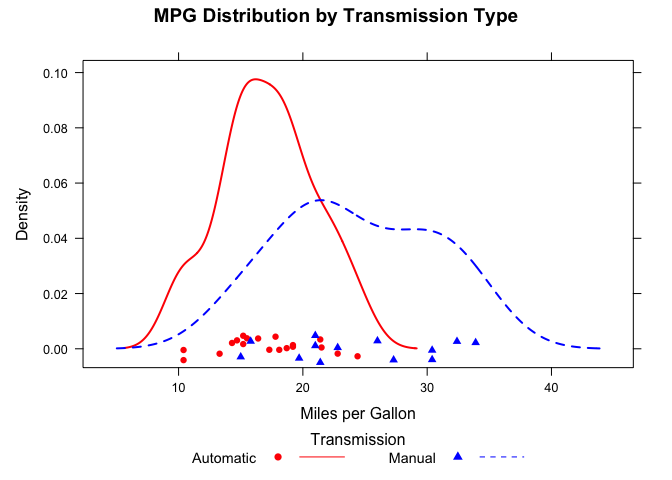 MPG Distribution by Transmission Type
0.10
0.08
0.06
0.04
0.02
0.00
Density
10 20 30 40
Miles per Gallon
Transmission
Automatic Manual